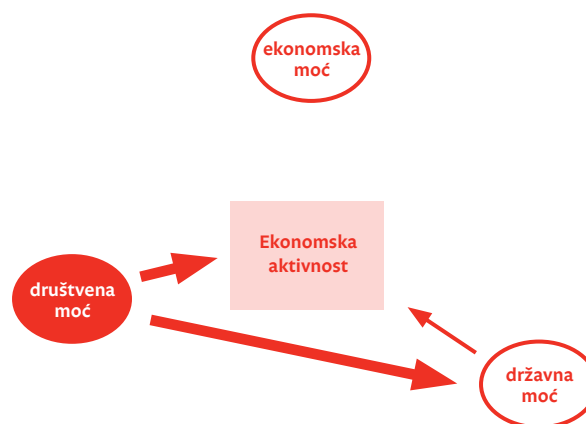 ekonomska
moć
Ekonomska
aktivnost
društvena
moć
državna
moć